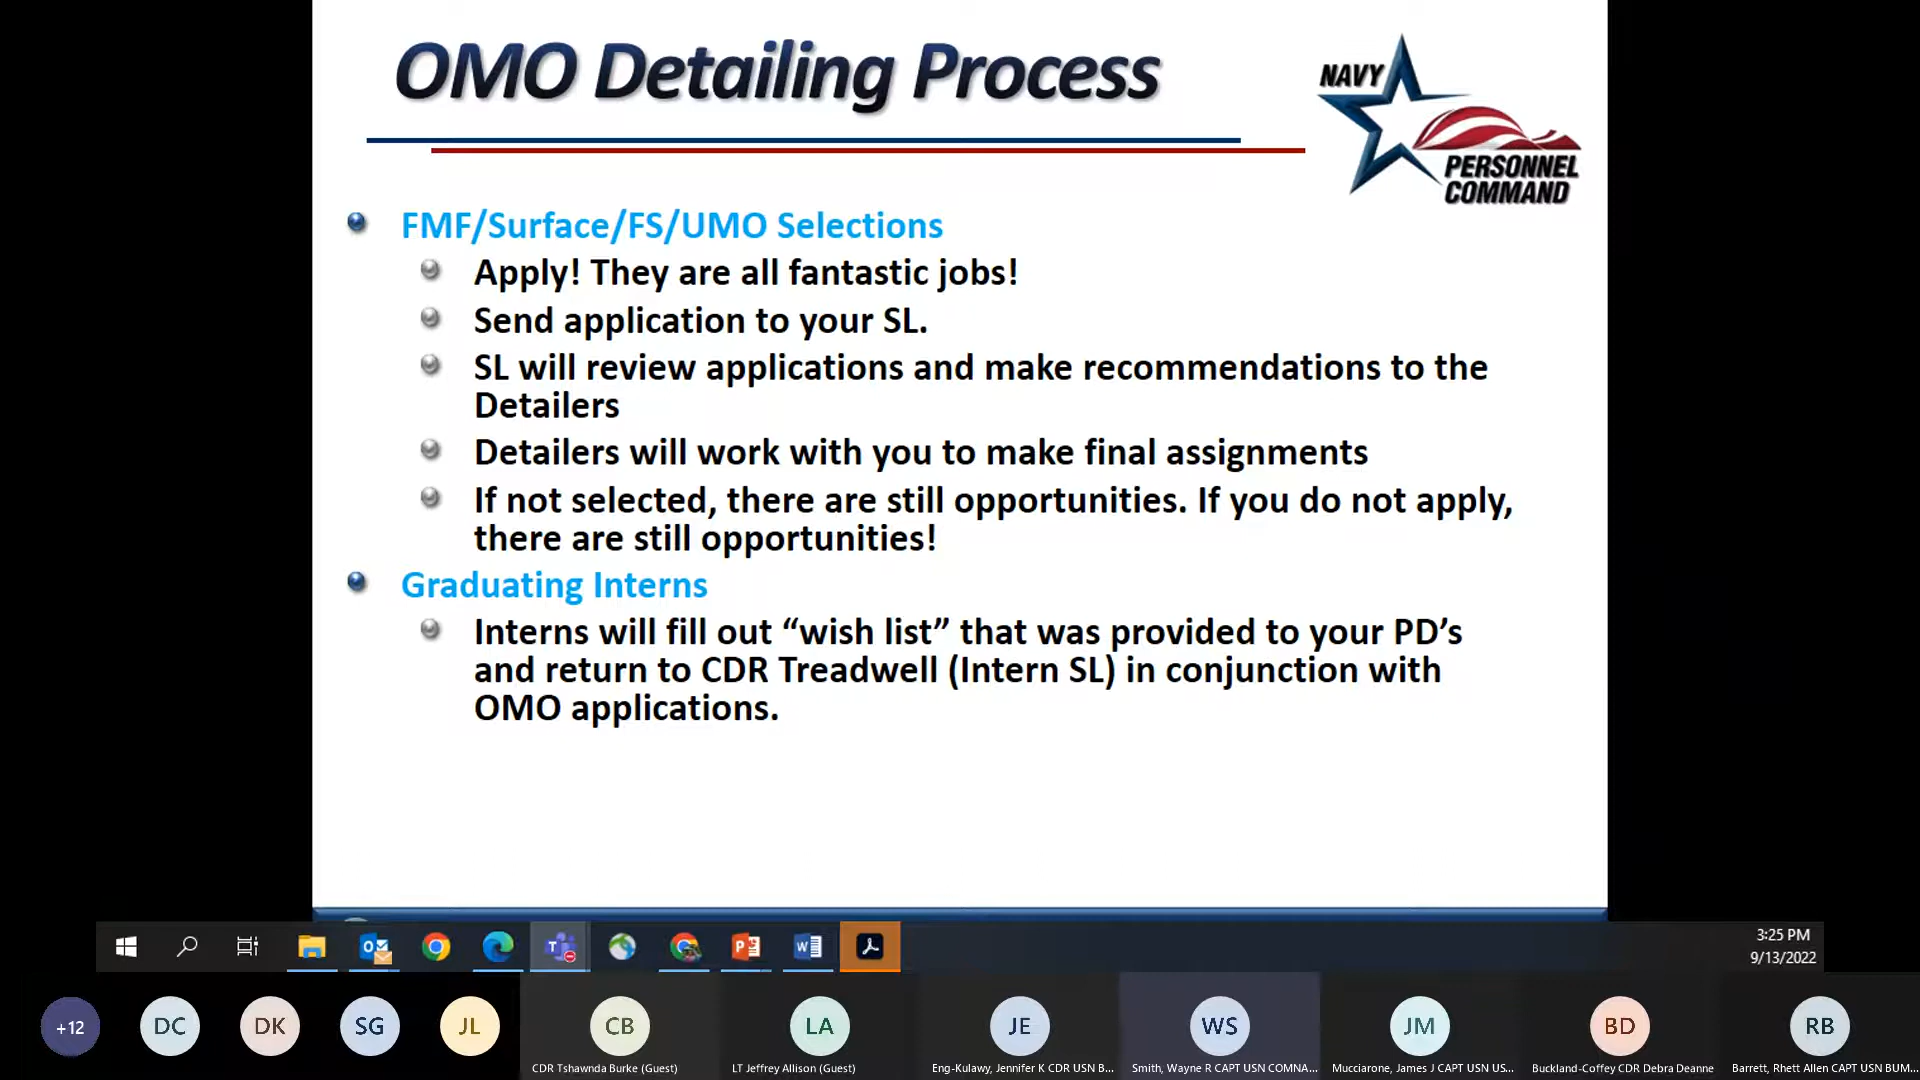 OMO Detailing Process
NAVY
PERSONNEL
COMMAND
FMF/Surface/FS/UMO Selections
Apply! They are all fantastic jobs!
Send application to your SL.
SL will review applications and make recommendations to the
Detailers
Detailers will work with you to make final assignments
If not selected, there are still opportunities. If you do not apply,
there are still opportunities!
Graduating Interns
Interns will fill out “wish list” that was provided to your PD’s
and return to CDR Treadwell (Intern SL) in conjunction with
OMO applications.
3:25 PM
9/13/2022
+12
DC
DK
SG
JL
CB
LA
JE
WS
JM
BD
RB
CDR Tshawnda Burke (Guest)
LT Jeffrey Allison (Guest)
Eng-Kulawy, Jennifer K CDR USN B...
Smith, Wayne R CAPT USN COMNA...
Mucciarone, James J CAPT USN US...
Buckland-Coffey CDR Debra Deanne
Barrett, Rhett Allen CAPT USN BUM...